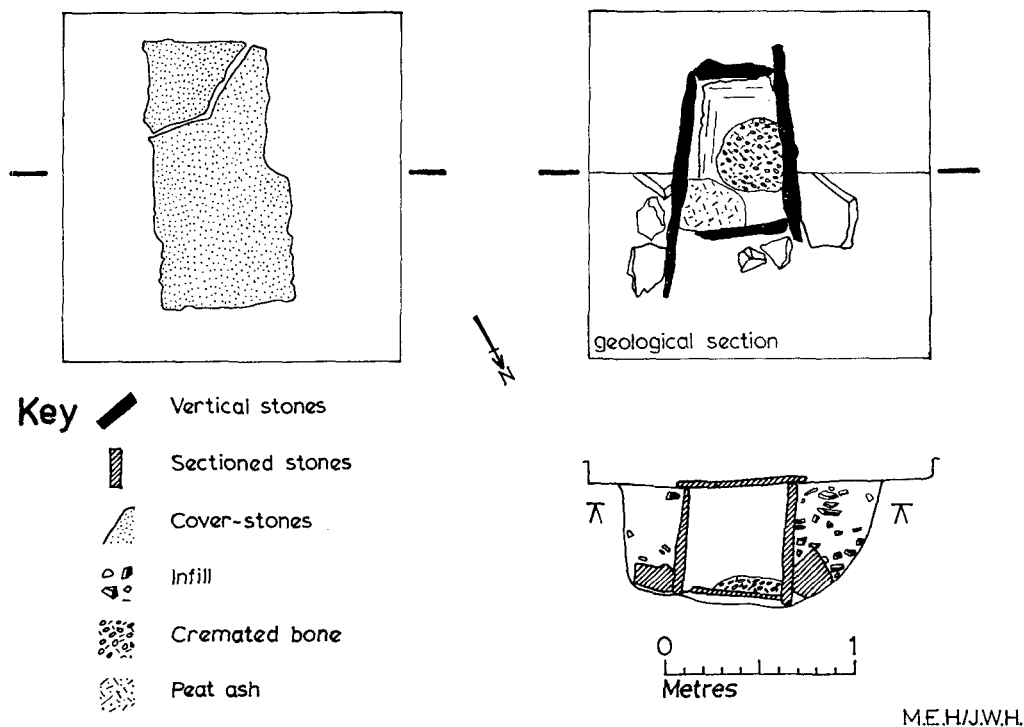 geological section
N
Key
Vertical stones
Sectioned stones
Cover-stones
Infill
Cremated bone
Peat ash
0 1
Metres
M.E.H/J.W.H.